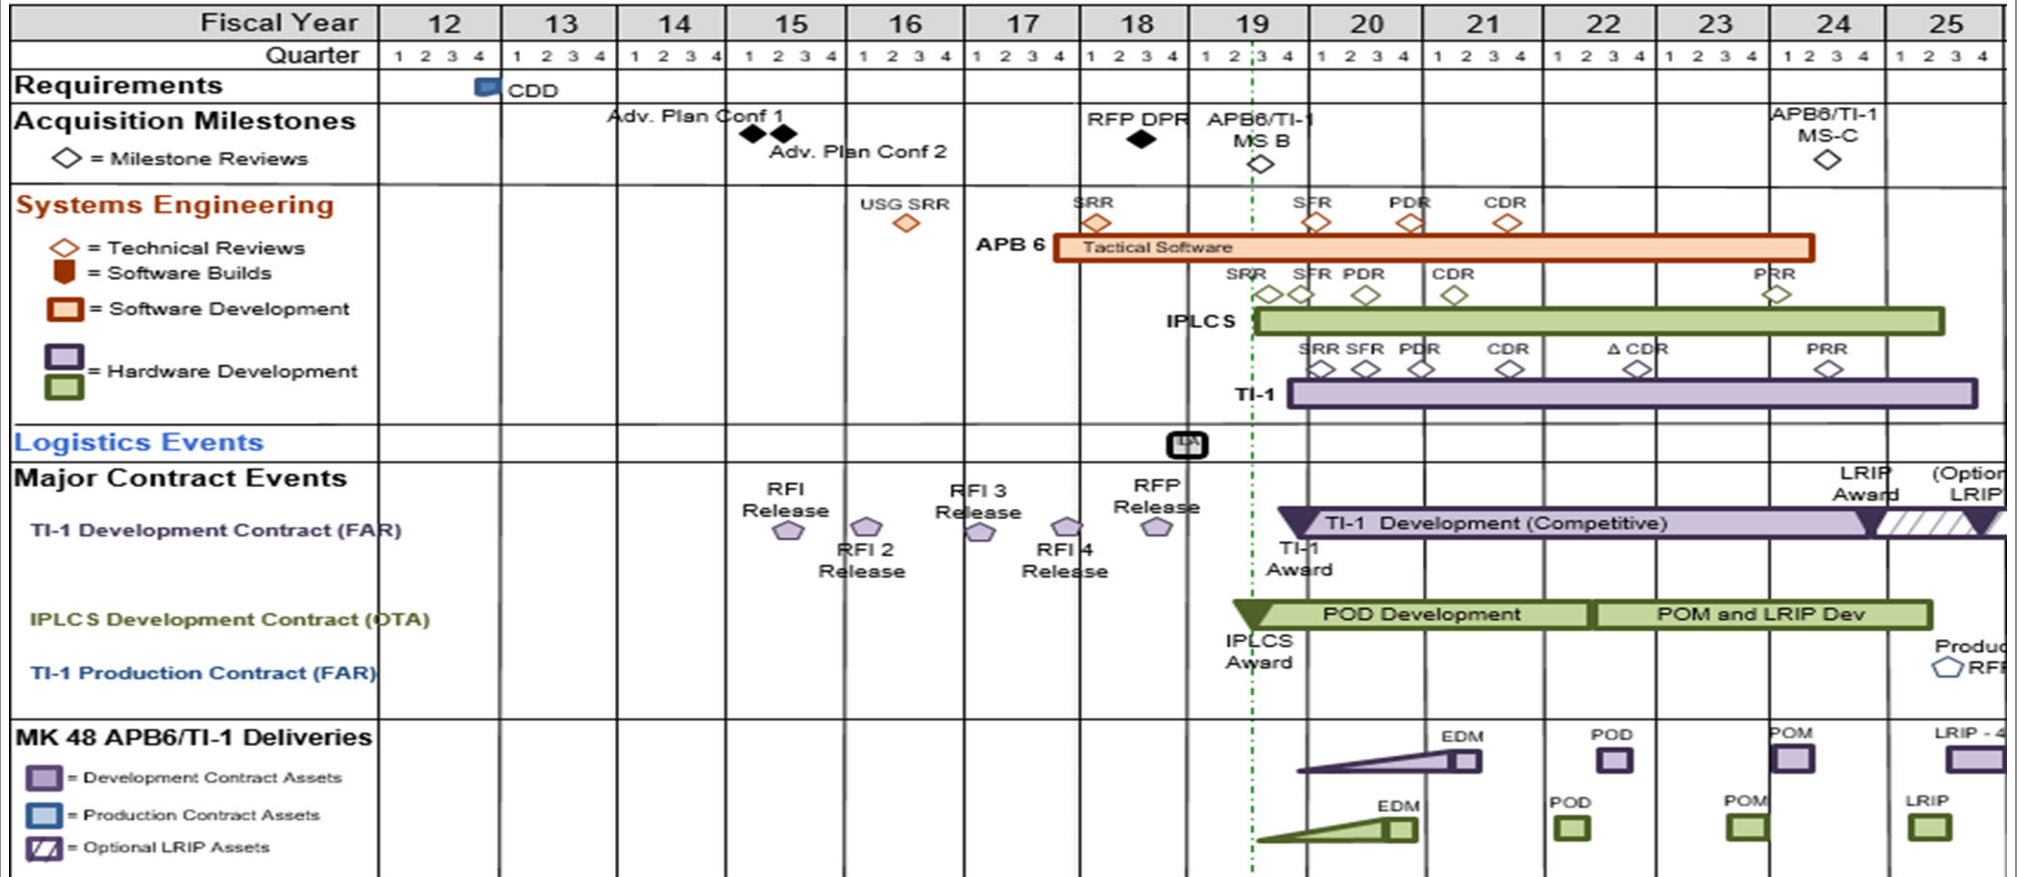 Fiscal Year 12 13 14 15 16 17 18 19 20 21 22 23 24 25
Quarter 1 2 3 4 1 2 3 4 1 2 3 4 1 2 3 4 1 2 3 4 1 2 3 4 1 2 3 4 1 2 3 4 1 2 3 4 1 2 3 4 1 2 3 4 1 2 3 4 1 2 3 4 1 2 3 4
Requirements
CDD
Acquisition Milestones
= Milestone Reviews
Adv. Plan Conf 1
Adv. Plan Conf 2
RFP DPR
APB6/TI-1
MS B
APB6/TI-1
MS-C
Systems Engineering
= Technical Reviews
= Software Builds
= Software Development
= Hardware Development
USG SRR
SRR SFR PDR CDR
APB 6
Tactical Software
SRR SFR PDR CDR PRR
IPLCS
SRR SFR PDR CDR Δ CDR PRR
TI-1
Logistics Events
ILA
Major Contract Events
TI-1 Development Contract (FAR)
RFI
Release
RFI 2
Release
RFI 3
Release
RFI 4
Release
RFP
Release
TI-1 Development (Competitive)
TI-1
Award
LRIP
Award
(Option
LRIP
IPLCS Development Contract (OTA)
POD Development
POM and LRIP Dev
IPLCS
Award
TI-1 Production Contract (FAR)
Produc
RFP
MK 48 APB6/TI-1 Deliveries
= Development Contract Assets
= Production Contract Assets
= Optional LRIP Assets
EDM POD POM LRIP - 4
EDM POD POM LRIP